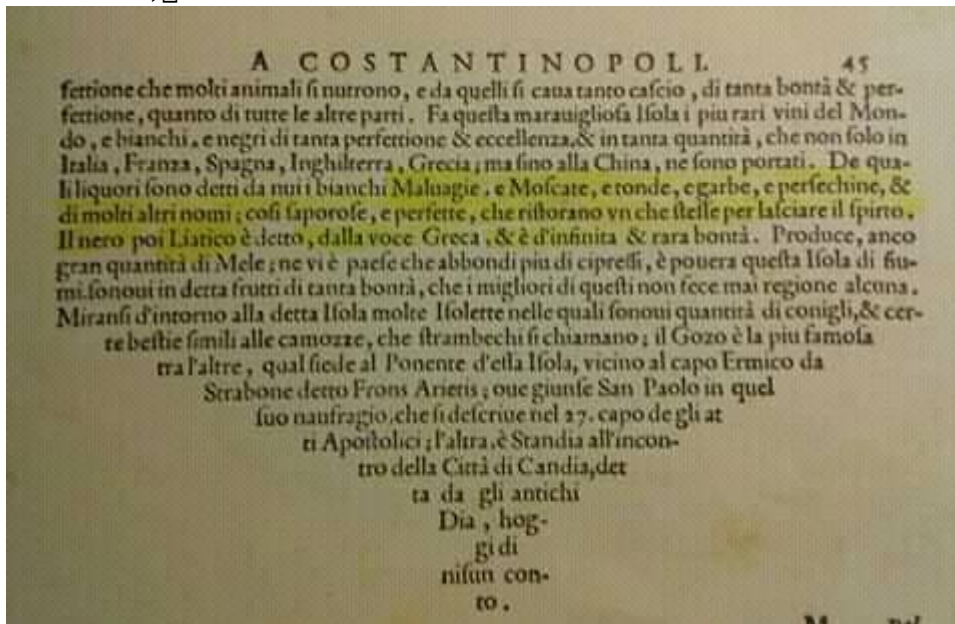 A COSTANTINOPOLI. 45
fettione che molti animali ſi nutrono, e da quelli ſi caua tanto caſcio, di tanta bontà & per-
fettione, quanto di tutte le altre parti. Fa queſta marauiglioſa Iſola i piu rari vini del Mon-
do, e bianchi, e negri di tanta perfettione & eccellenza, & in tanta quantità, che non ſolo in
Italia, Franza, Spagna, Inghilterra, Grecia; ma ſino alla China, ne ſono portati. De qua-
li liquori ſono detti da nui i bianchi Maluagie, e Moſcate, e tonde, e garbe, e perſechine, &
di molti altri nomi; coſi ſaporoſe, e perfette, che riſtorano vn che ſteſſe per laſciare il ſpirto.
Il nero poi Liatico è detto, dalla voce Greca, & è d'infinita & rara bontà. Produce, anco
gran quantità di Mele; ne vi è paeſe che abbondi piu di cipreſſi, è pouera queſta Iſola di fiu-
mi. ſonoui in detta frutti di tanta bontà, che i migliori di queſti non fece mai regione alcuna.
Miranſi d'intorno alla detta Iſola molte Iſolette nelle quali ſonoui quantità di conigli, & cer-
te beſtie ſimili alle camozze, che ſtrambechi ſi chiamano; il Gozo è la piu famoſa
tra l'altre, qual ſiede al Ponente d'eſſa Iſola, vicino al capo Ermico da
Strabone detto Frons Arietis; oue giunſe San Paolo in quel
ſuo naufragio, che ſi deſcriue nel 27. capo de gli at
ti Apoſtolici; l'altra, è Standia all'incon-
tro della Città di Candia, det
ta da gli antichi
Dia, hog-
gi di
niſun con-
to.